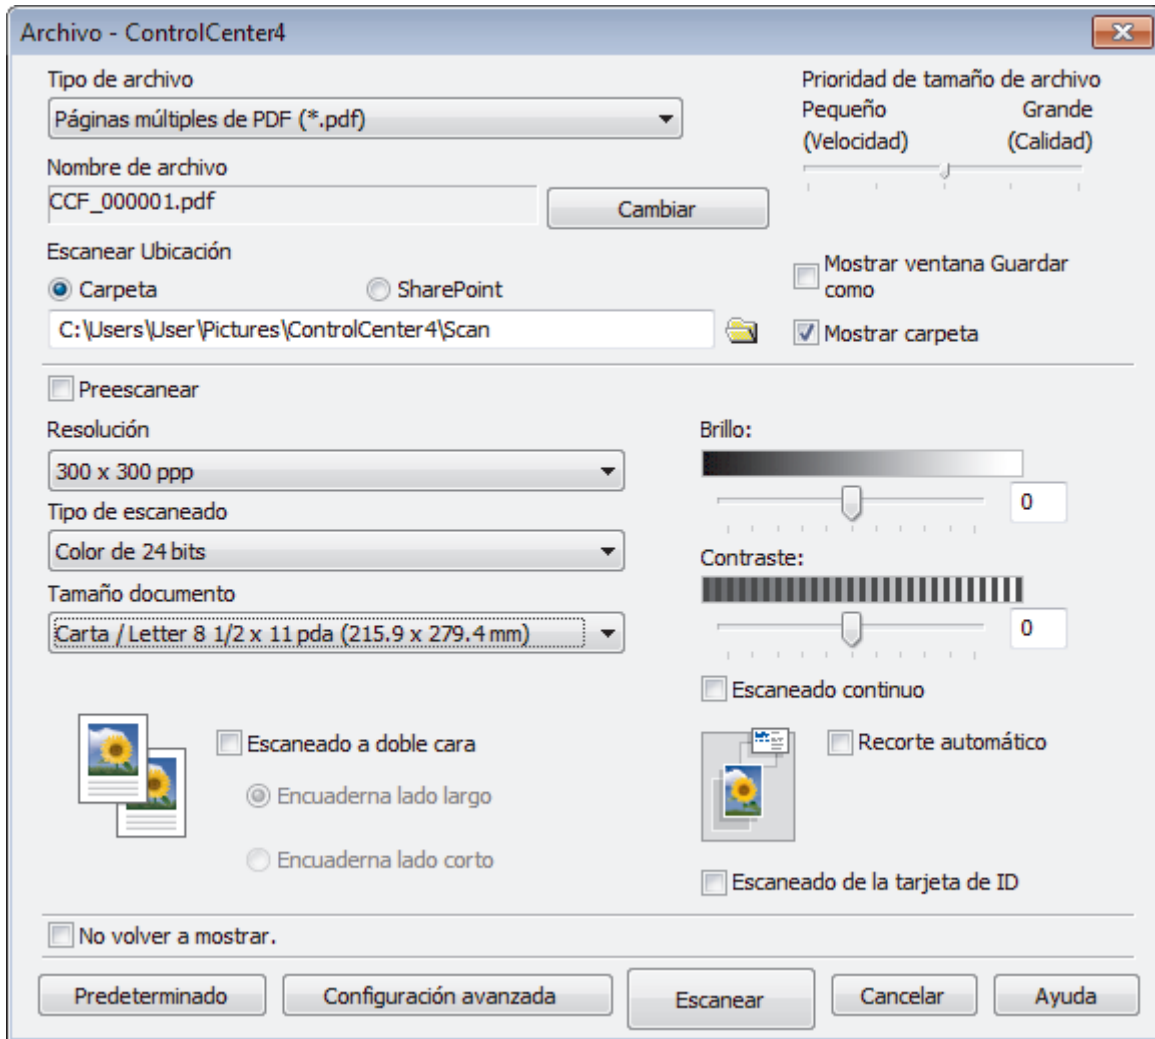 Archivo - ControlCenter4
Tipo de archivo
Páginas múltiples de PDF (*.pdf)
Prioridad de tamaño de archivo
Pequeño Grande
(Velocidad) (Calidad)
Nombre de archivo
CCF_000001.pdf
Cambiar
Escanear Ubicación
Carpeta
SharePoint
C:\Users\User\Pictures\ControlCenter4\Scan
Mostrar ventana Guardar
como
Mostrar carpeta
Preescanear
Resolución
300 x 300 ppp
Tipo de escaneado
Color de 24 bits
Tamaño documento
Carta / Letter 8 1/2 x 11 pda (215.9 x 279.4 mm)
Brillo:
0
Contraste:
0
Escaneado continuo
Escaneado a doble cara
Encuaderna lado largo
Encuaderna lado corto
Recorte automático
Escaneado de la tarjeta de ID
No volver a mostrar.
Predeterminado
Configuración avanzada
Escanear
Cancelar
Ayuda